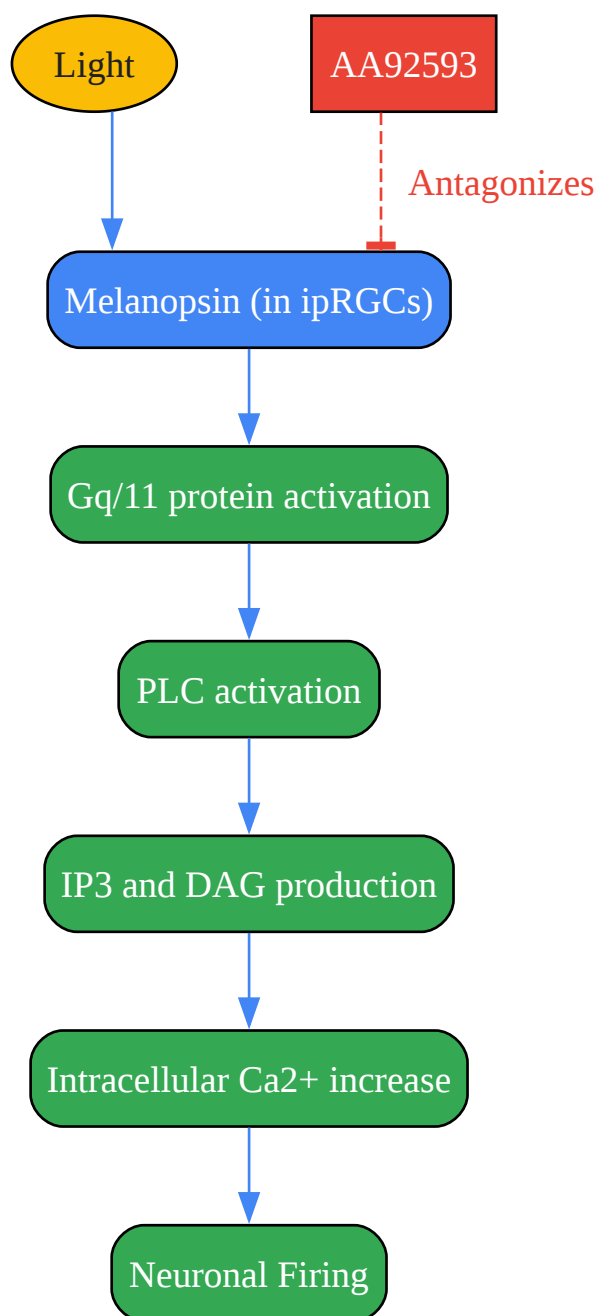 Light
AA92593
Antagonizes
Melanopsin (in ipRGCs)
Gq/11 protein activation
PLC activation
IP3 and DAG production
Intracellular Ca2+ increase
Neuronal Firing